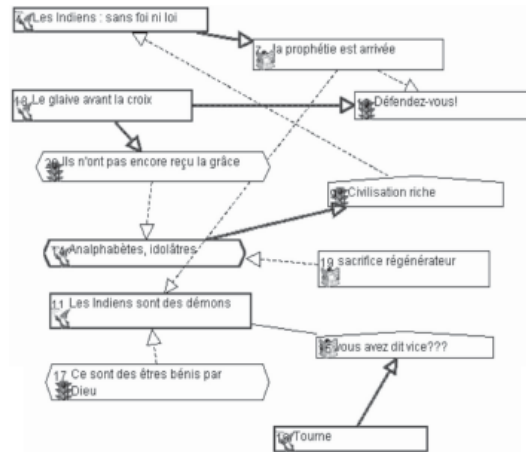 Les Indiens : sans foi ni loi
la prophétie est arrivée
Le glaive avant la croix
Défendez-vous!
Ils n'ont pas encore reçu la grâce
Civilisation riche
Analphabètes, idolâtres
19 sacrifice régénérateur
11 Les Indiens sont des démons
vous avez dit vice???
17 Ce sont des êtres bénis par
Dieu
Tourne